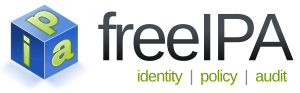 i p a
freeIPA
identity | policy | audit